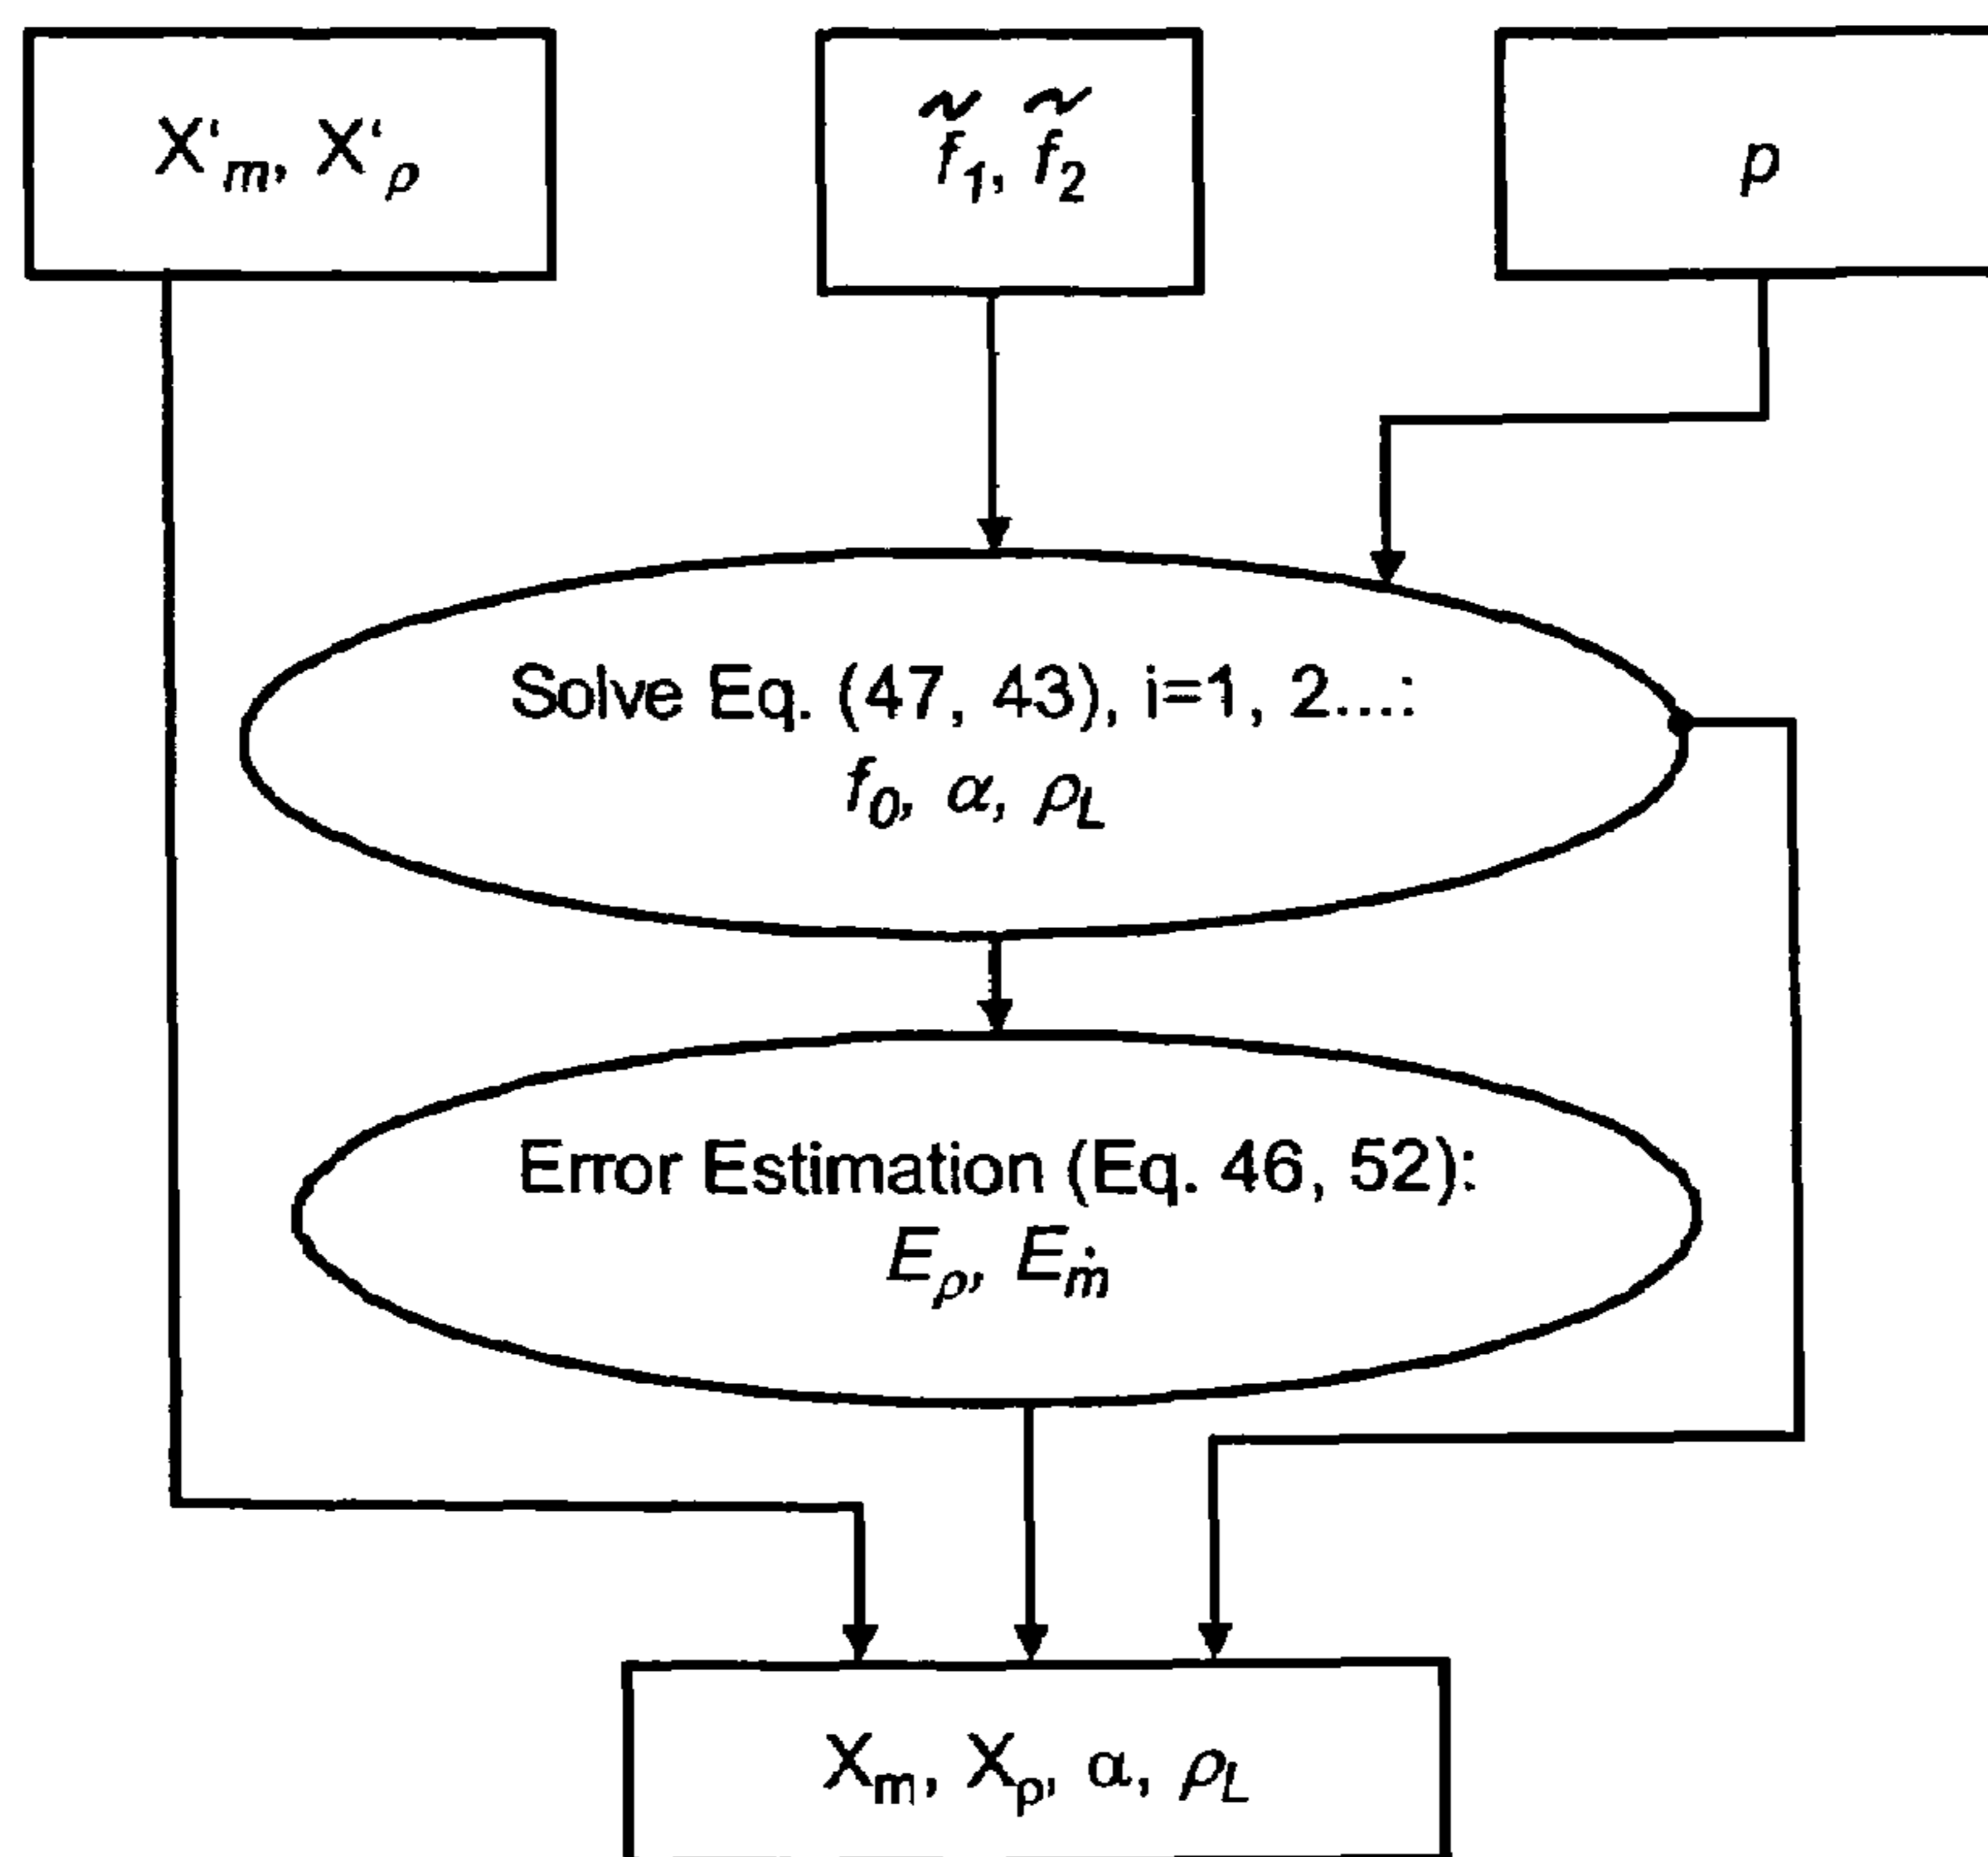 X‘ₘ, X‘ᵨ
f̃₁, f̃₂
p
Solve Eq. (47, 43), i=1, 2....:
f₀, α, ρL
Error Estimation (Eq. 46, 52):
Eᵨ, Eṁ
Xₘ, Xₚ, α, ρL